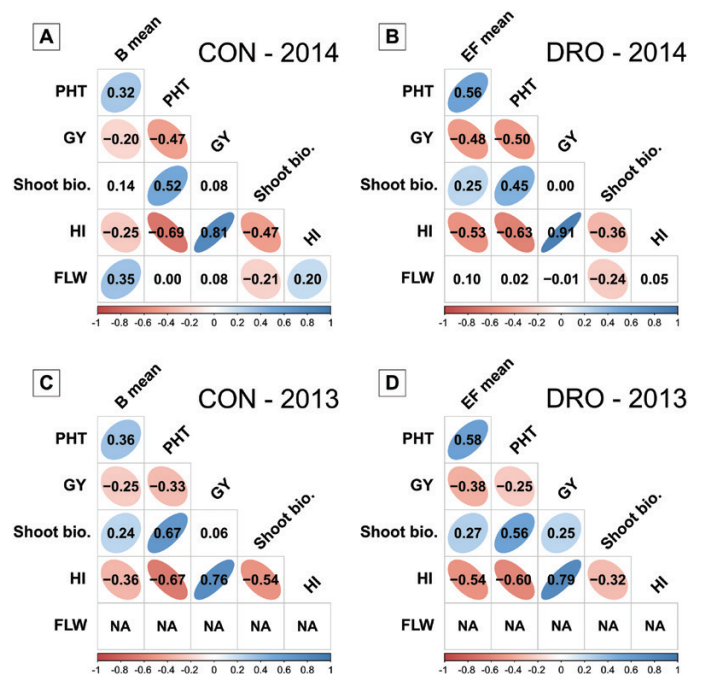 A CON - 2014
B mean PHT GY Shoot bio. HI
PHT 0.32
GY −0.20 −0.47
Shoot bio. 0.14 0.52 0.08
HI −0.25 −0.69 0.81 −0.47
FLW 0.35 0.00 0.08 −0.21 0.20
-1 -0.8 -0.6 -0.4 -0.2 0 0.2 0.4 0.6 0.8 1
B DRO - 2014
EF mean PHT GY Shoot bio. HI
PHT 0.56
GY −0.48 −0.50
Shoot bio. 0.25 0.45 0.00
HI −0.53 −0.63 0.91 −0.36
FLW 0.10 0.02 −0.01 −0.24 0.05
-1 -0.8 -0.6 -0.4 -0.2 0 0.2 0.4 0.6 0.8 1
C CON - 2013
B mean PHT GY Shoot bio. HI
PHT 0.36
GY −0.25 −0.33
Shoot bio. 0.24 0.67 0.06
HI −0.36 −0.67 0.76 −0.54
FLW NA NA NA NA NA
-1 -0.8 -0.6 -0.4 -0.2 0 0.2 0.4 0.6 0.8 1
D DRO - 2013
EF mean PHT GY Shoot bio. HI
PHT 0.58
GY −0.38 −0.25
Shoot bio. 0.27 0.56 0.25
HI −0.54 −0.60 0.79 −0.32
FLW NA NA NA NA NA
-1 -0.8 -0.6 -0.4 -0.2 0 0.2 0.4 0.6 0.8 1